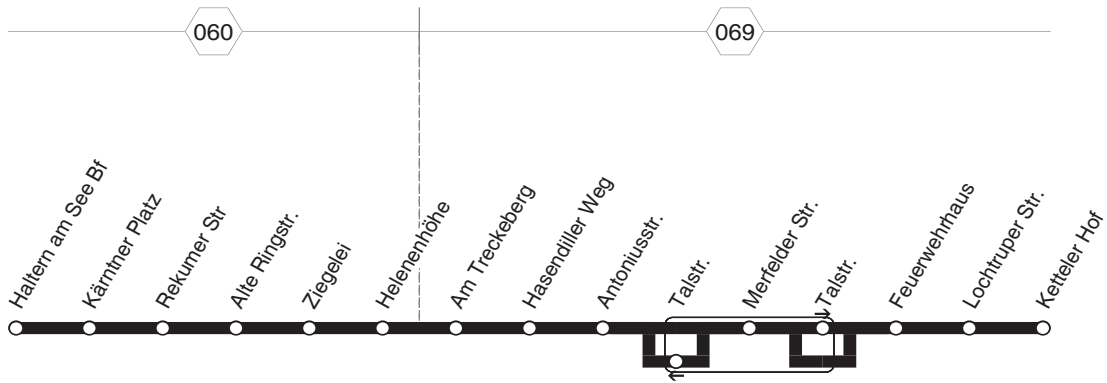 060
069
Haltern am See Bf
Kärntner Platz
Rekumer Str
Alte Ringstr.
Ziegelei
Helenenhöhe
Am Treckeberg
Hasendiller Weg
Antoniusstr.
Talstr.
Merfelder Str.
Talstr.
Feuerwehrhaus
Lochtruper Str.
Ketteler Hof